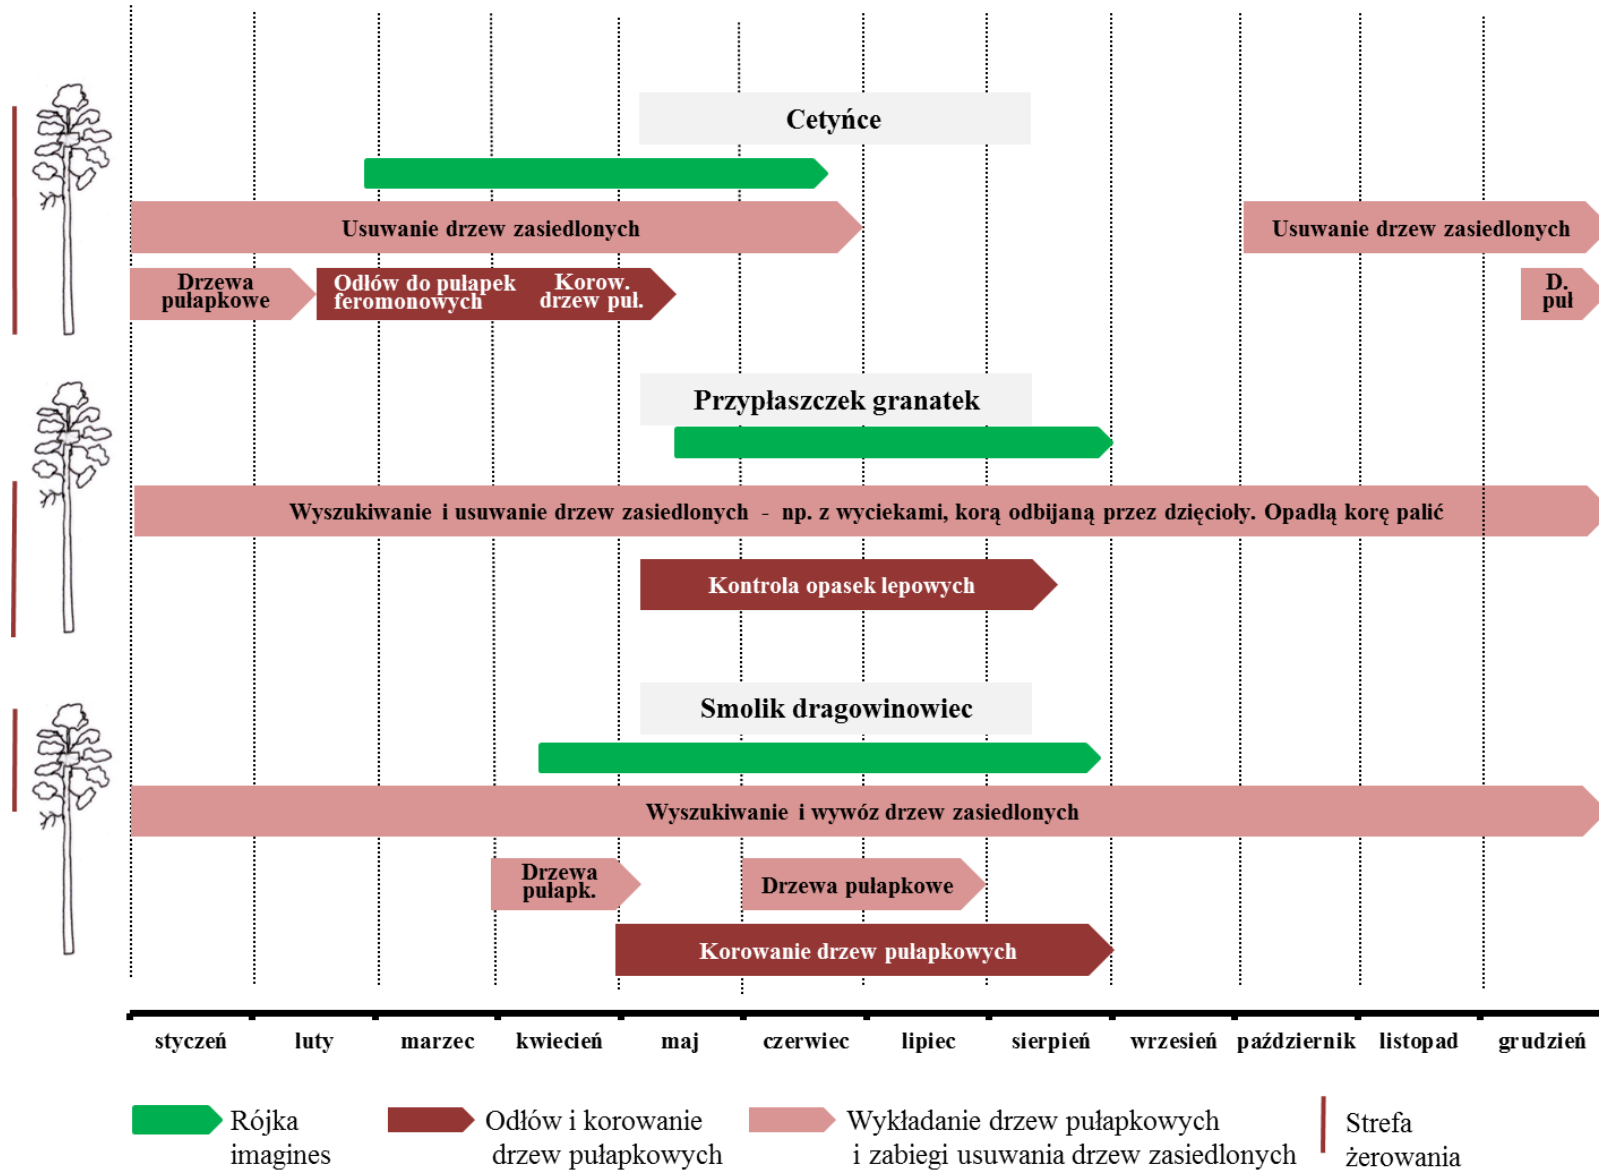 Cetyńce
Usuwanie drzew zasiedlonych
Usuwanie drzew zasiedlonych
Drzewa
pułapkowe
Odłów do pułapek
feromonowych
Korow.
drzew puł.
D.
puł
Przypłaszczek granatek
Wyszukiwanie i usuwanie drzew zasiedlonych - np. z wyciekami, korą odbijaną przez dzięcioły. Opadłą korę palić
Kontrola opasek lepowych
Smolik dragowinowiec
Wyszukiwanie i wywóz drzew zasiedlonych
Drzewa
pułapk.
Drzewa pułapkowe
Korowanie drzew pułapkowych
styczeń luty marzec kwiecień maj czerwiec lipiec sierpień wrzesień październik listopad grudzień
Rójka
imagines
Odłów i korowanie
drzew pułapkowych
Wykładanie drzew pułapkowych
i zabiegi usuwania drzew zasiedlonych
Strefa
żerowania